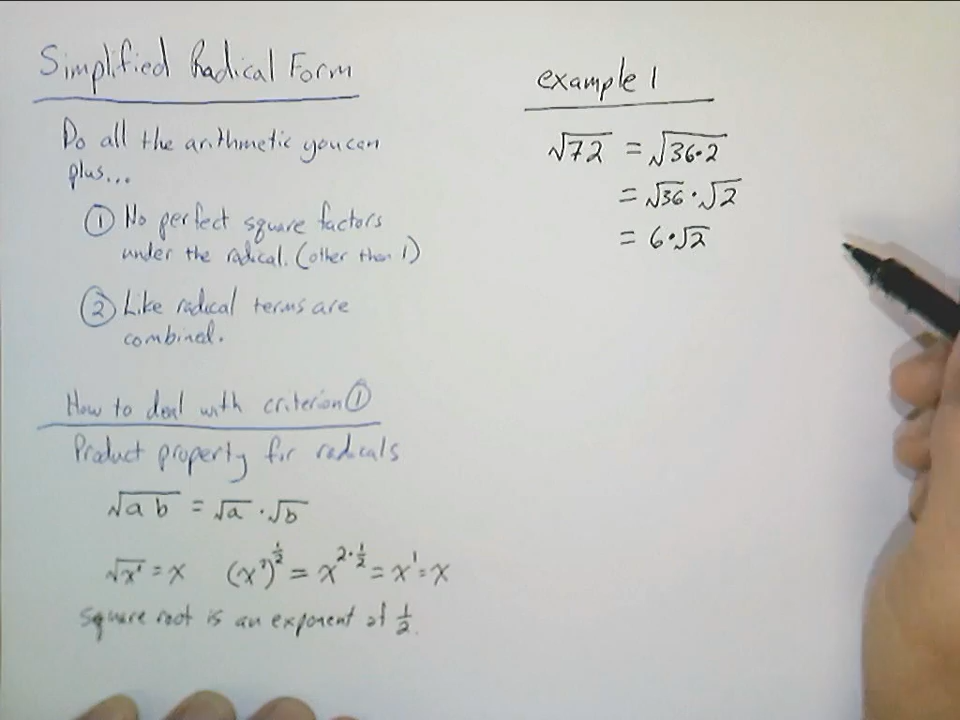 Simplified Radical Form
Do all the arithmetic you can
plus...
① No perfect square factors
under the radical. (other than 1)
② Like radical terms are
combined.
How to deal with criterion ①
Product property for radicals
√(ab) = √a · √b
√x² = x (x²)^½ = x^(2·½) = x¹ = x
square root is an exponent of ½.
example 1
√72 = √(36·2)
= √36 · √2
= 6·√2